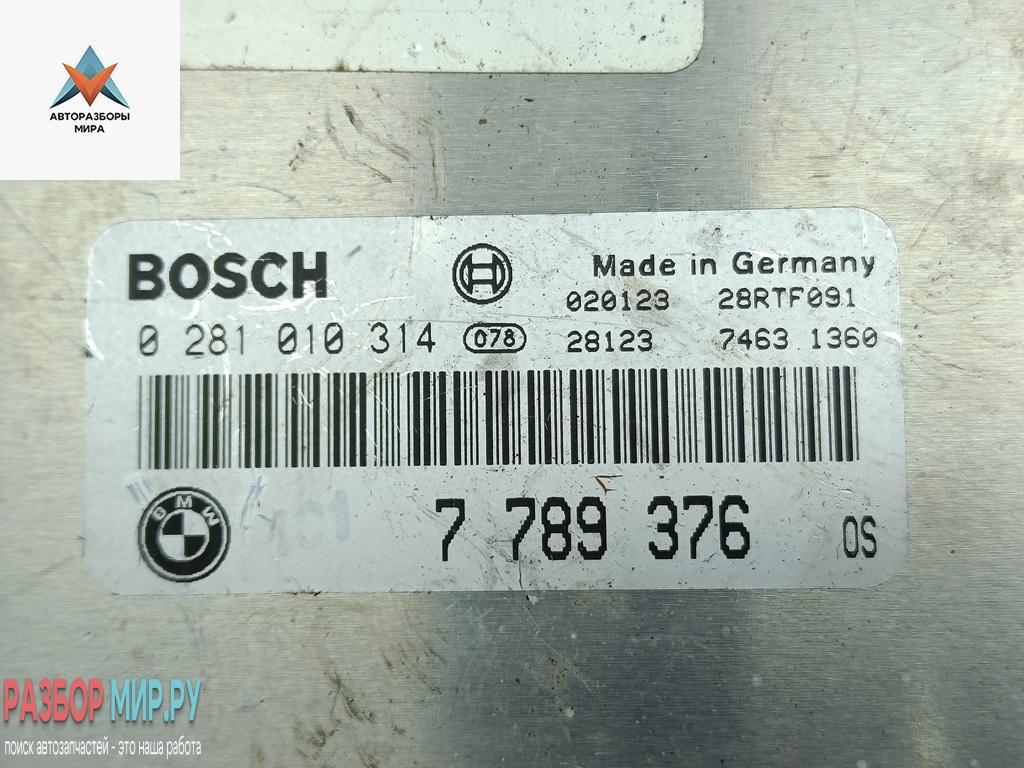 АВТОРАЗБОРЫ
МИРА
BOSCH
Made in Germany
020123 28RTF091
0 281 010 314 078 28123 7463 1360
BMW
7 789 376 OS
РАЗБОР МИР.РУ
поиск автозапчастей - это наша работа